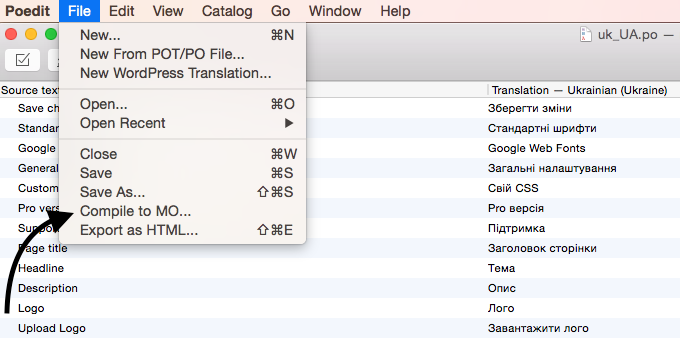 Poedit File Edit View Catalog Go Window Help
New... ⌘N
New From POT/PO File...
New WordPress Translation...
Open... ⌘O
Open Recent ▶
Close ⌘W
Save ⌘S
Save As... ⇧⌘S
Compile to MO...
Export as HTML... ⇧⌘E
uk_UA.po —
Source tex Translation — Ukrainian (Ukraine)
Save ch Зберегти зміни
Standar Стандартні шрифти
Google Google Web Fonts
General Загальні налаштування
Custom Свій CSS
Pro vers Pro версія
Suppo Підтримка
Page title Заголовок сторінки
Headline Тема
Description Опис
Logo Лого
Upload Logo Завантажити лого